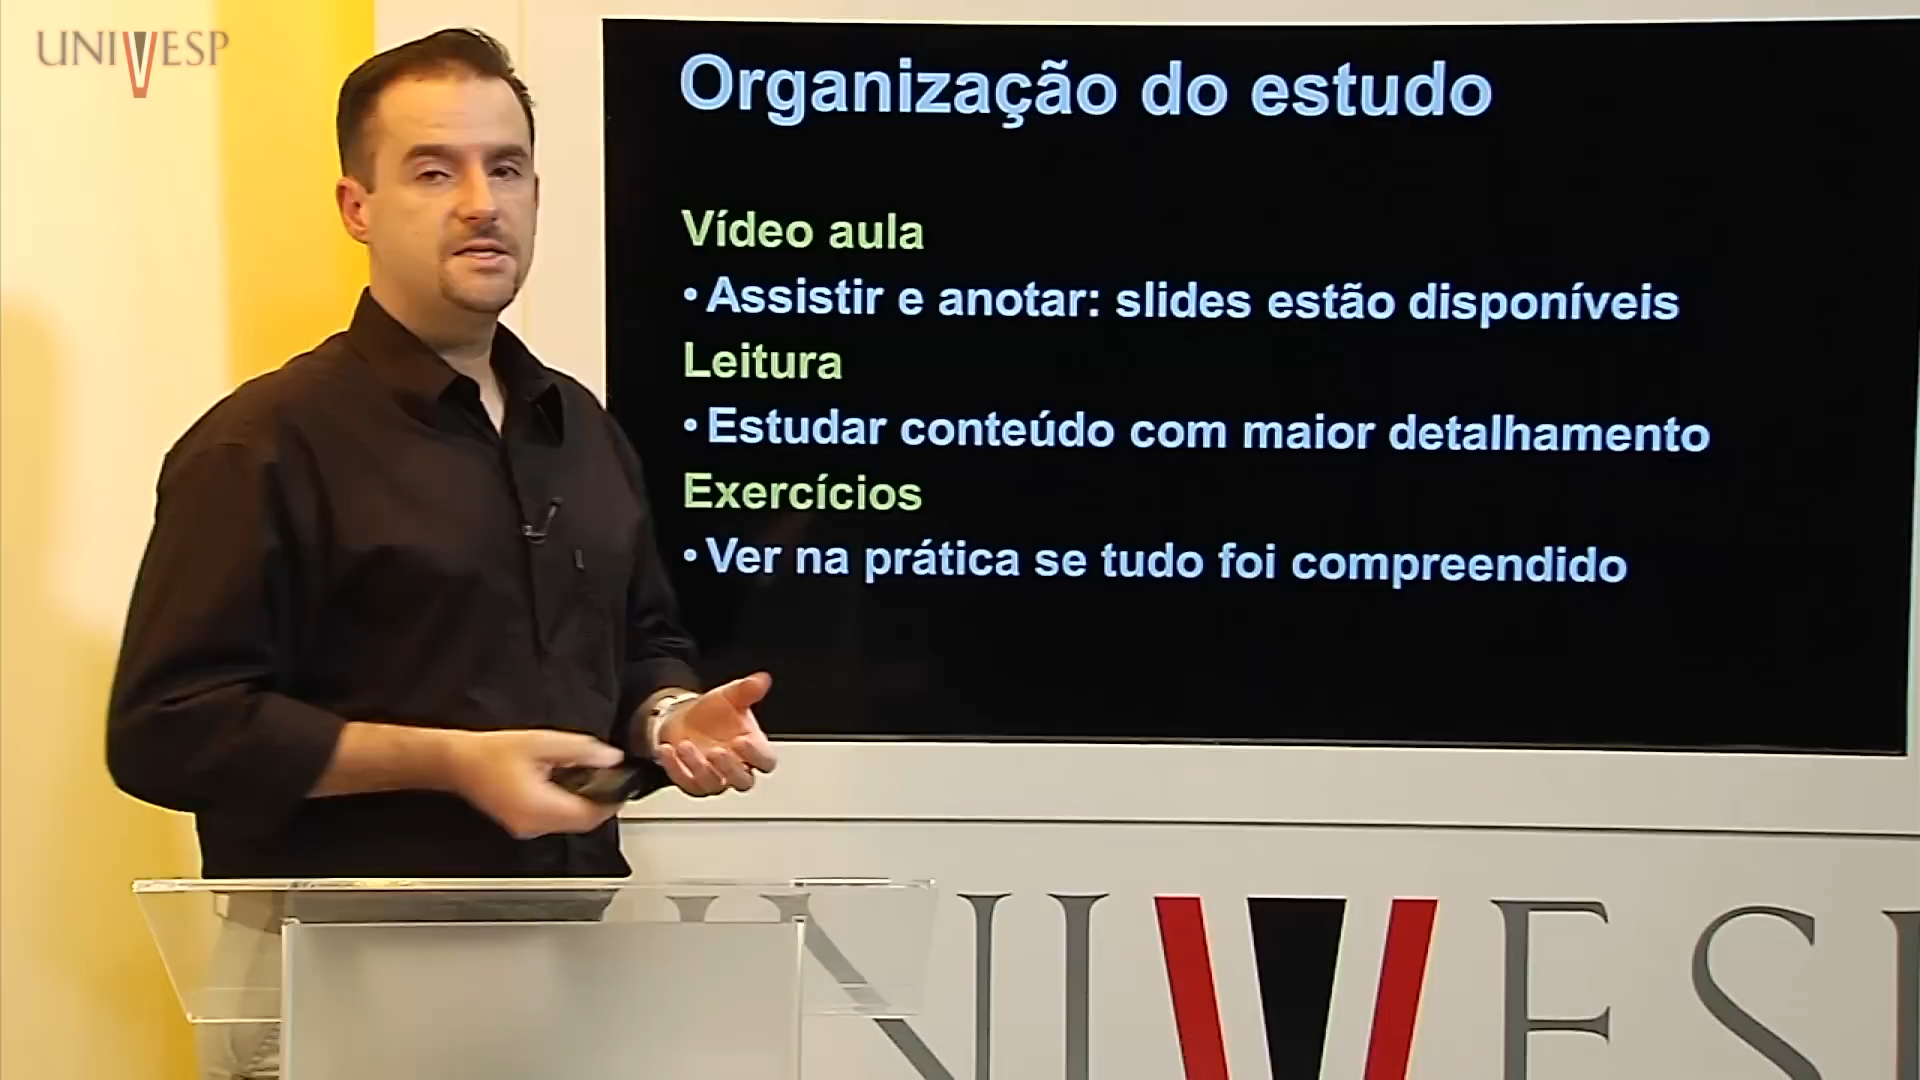 UNIVESP
Organização do estudo
Vídeo aula
• Assistir e anotar: slides estão disponíveis
Leitura
• Estudar conteúdo com maior detalhamento
Exercícios
• Ver na prática se tudo foi compreendido
UNIVESP